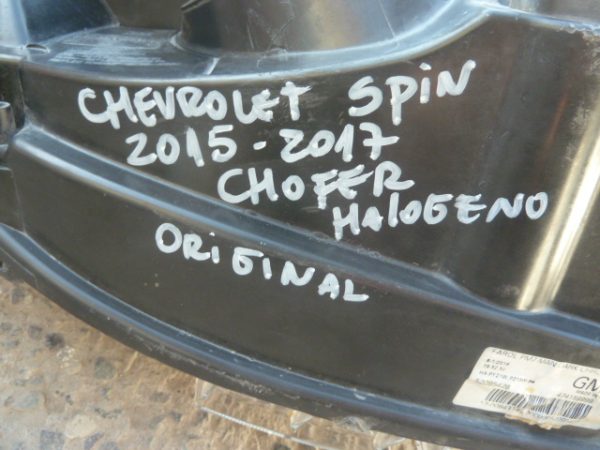 CHEVROLET SPIN
2015-2017
CHOFER
HALOGENO
ORIGINAL
GM